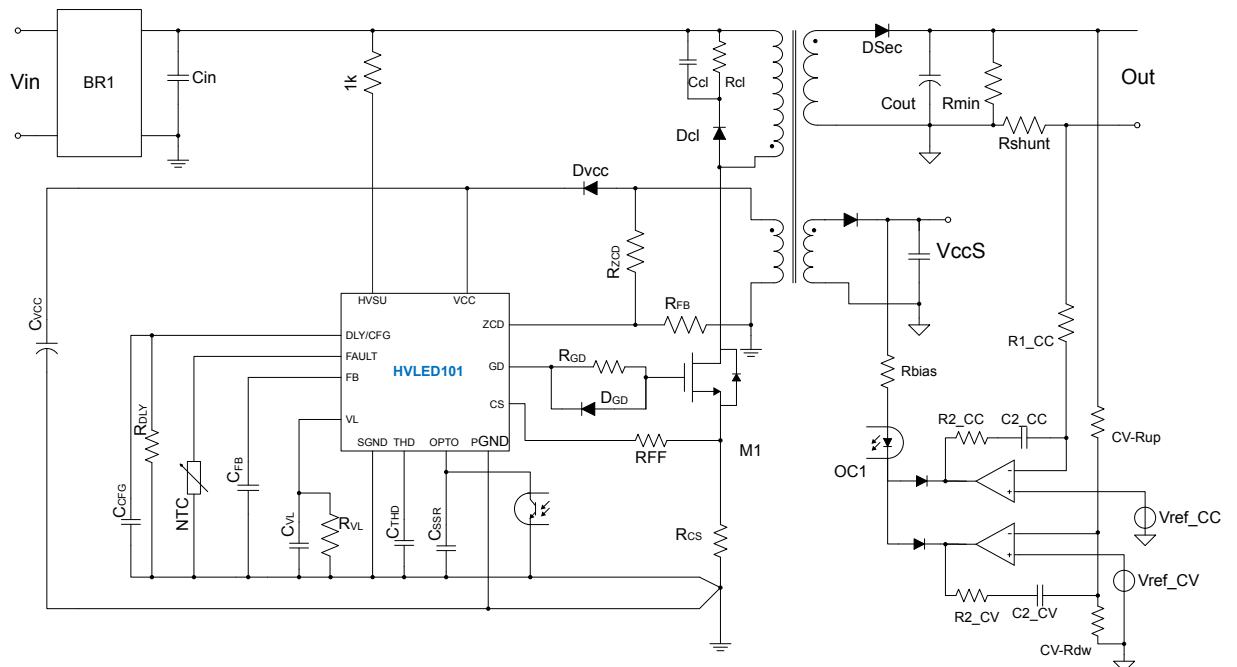 Vin
BR1
Cin
1k
Ccl
Rcl
Dcl
DSec
Cout
Rmin
Rshunt
Out
Dvcc
RZCD
RFB
VccS
CVCC
HVSU
VCC
DLY/CFG
FAULT
FB
VL
ZCD
GD
CS
HVLED101
SGND
THD
OPTO
PGND
RGD
DGD
RFF
M1
RCS
RDLY
CCFG
NTC
CFB
CVL
RVL
CTHD
CSSR
Rbias
OC1
R1_CC
R2_CC
C2_CC
CV-Rup
Vref_CC
Vref_CV
R2_CV
C2_CV
CV-Rdw
- 
+
-
+